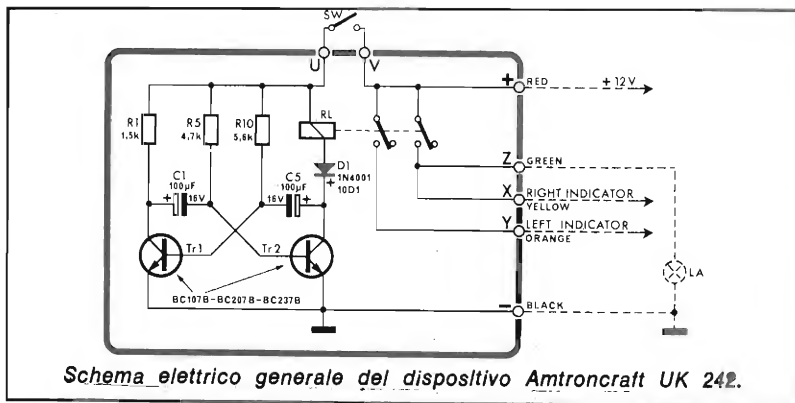 SW
U V
+ RED +12V
R1 1,5k
R5 4,7k
R10 5,6k
RL
D1 1N4001 10D1
Z GREEN
C1 100µF 16V +
C5 100µF 16V +
X RIGHT INDICATOR
YELLOW
Y LEFT INDICATOR
ORANGE
Tr1 Tr2
LA
BC107B-BC207B-BC237B
- BLACK
Schema elettrico generale del dispositivo Amtroncraft UK 242.